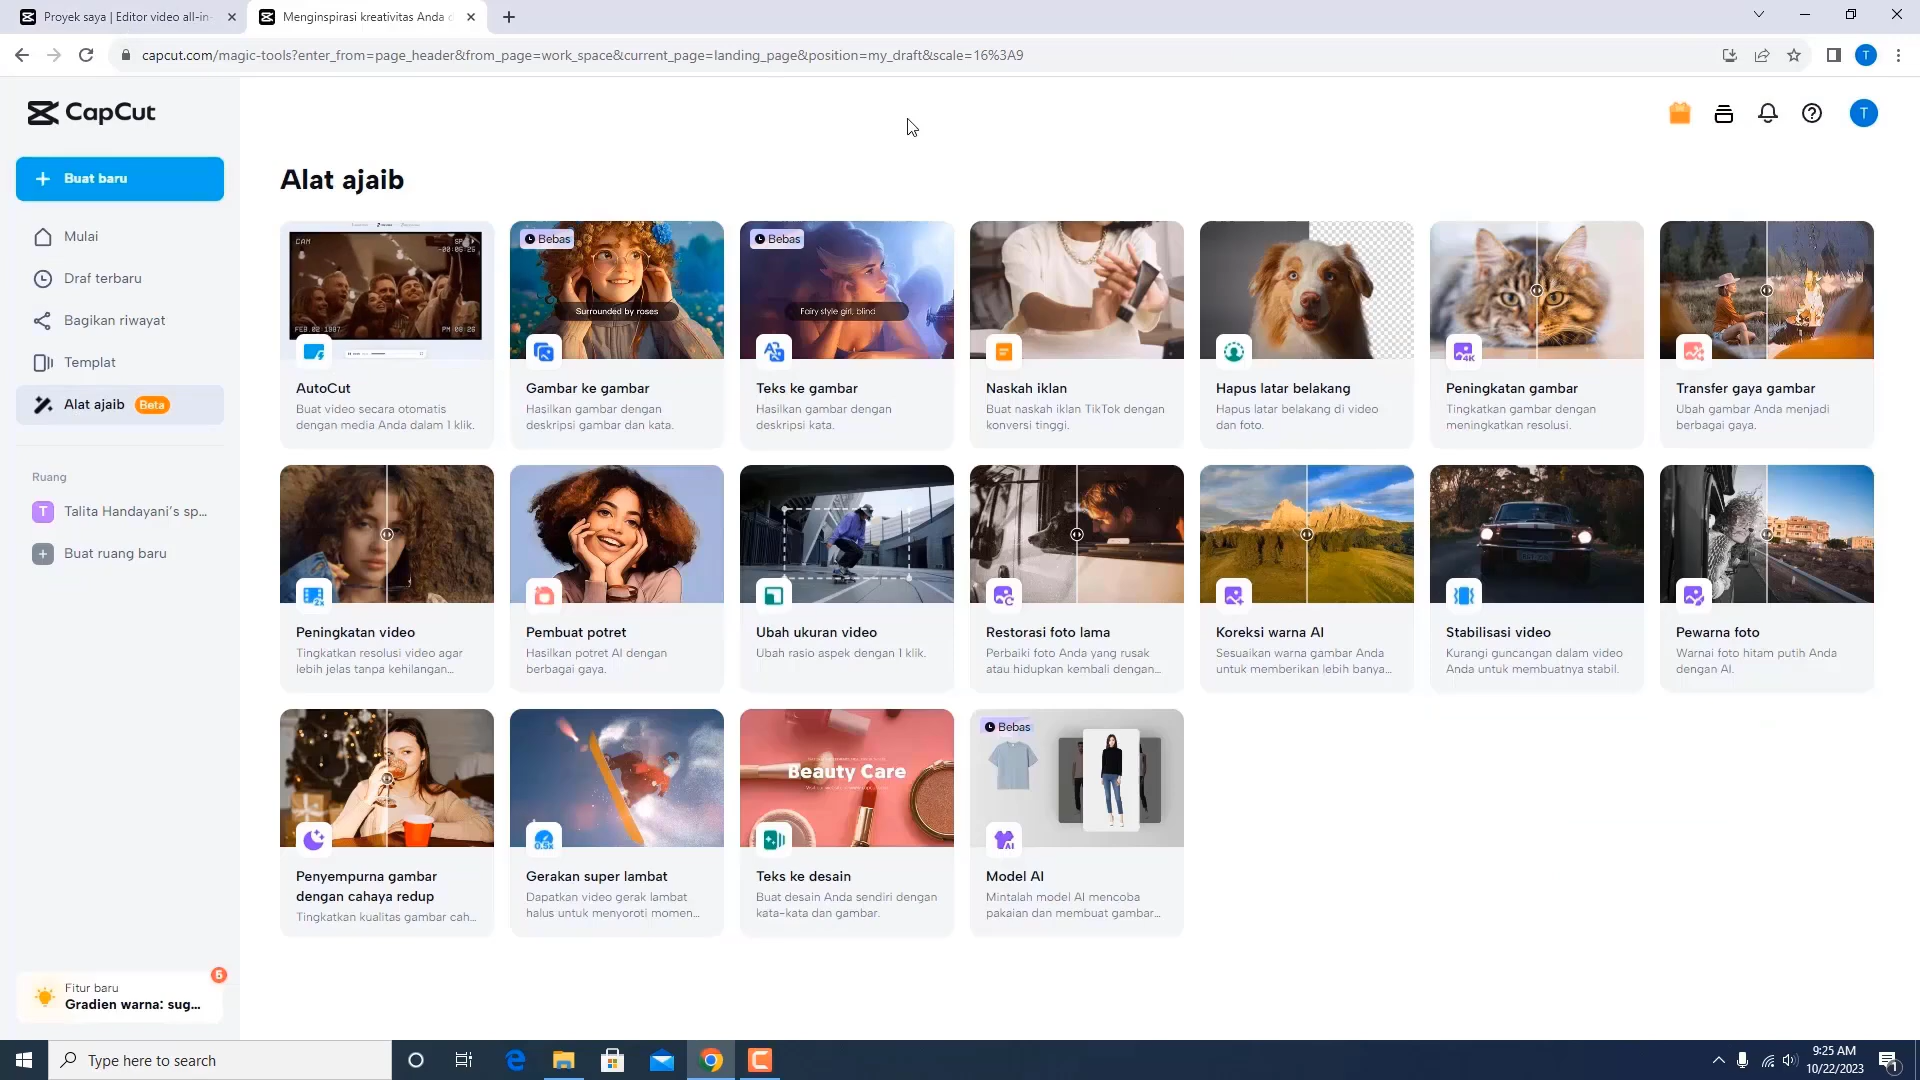 Proyek saya | Editor video all-in-
Menginspirasi kreativitas Anda d
capcut.com/magic-tools?enter_from=page_header&from_page=work_space&current_page=landing_page&position=my_draft&scale=16%3A9
T
CapCut
T
Buat baru
Mulai
Draf terbaru
Bagikan riwayat
Templat
Alat ajaib Beta
Ruang
T Talita Handayani's sp...
Buat ruang baru
Fitur baru
Gradien warna: sug...
Alat ajaib
CAM
FEB.02 1987
AutoCut
Buat video secara otomatis
dengan media Anda dalam 1 klik.
Bebas
Surrounded by roses
Gambar ke gambar
Hasilkan gambar dengan
deskripsi gambar dan kata.
Bebas
Fairy style girl, blind
Teks ke gambar
Hasilkan gambar dengan
deskripsi kata.
Naskah iklan
Buat naskah iklan TikTok dengan
konversi tinggi.
Hapus latar belakang
Hapus latar belakang di video
dan foto.
4K
Peningkatan gambar
Tingkatkan gambar dengan
meningkatkan resolusi.
Transfer gaya gambar
Ubah gambar Anda menjadi
berbagai gaya.
Peningkatan video
Tingkatkan resolusi video agar
lebih jelas tanpa kehilangan...
Pembuat potret
Hasilkan potret AI dengan
berbagai gaya.
Ubah ukuran video
Ubah rasio aspek dengan 1 klik.
Restorasi foto lama
Perbaiki foto Anda yang rusak
atau hidupkan kembali dengan...
Koreksi warna AI
Sesuaikan warna gambar Anda
untuk memberikan lebih banya...
Stabilisasi video
Kurangi guncangan dalam video
Anda untuk membuatnya stabil.
Pewarna foto
Warnai foto hitam putih Anda
dengan AI.
Penyempurna gambar
dengan cahaya redup
Tingkatkan kualitas gambar cah...
0.5x
Gerakan super lambat
Dapatkan video gerak lambat
halus untuk menyoroti momen...
Beauty Care
Teks ke desain
Buat desain Anda sendiri dengan
kata-kata dan gambar.
Bebas
AI
Model AI
Mintalah model AI mencoba
pakaian dan membuat gambar...
Type here to search
9:25 AM
10/22/2023
1